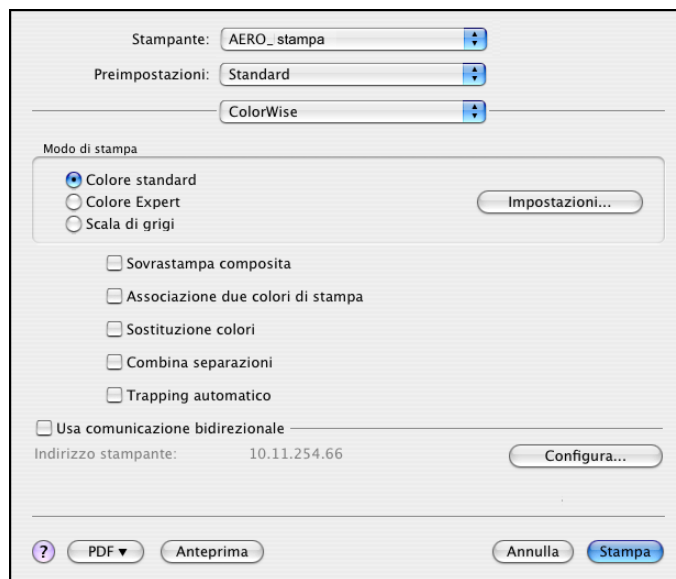 Stampante: AERO_ stampa
Preimpostazioni: Standard
ColorWise
Modo di stampa
Colore standard
Colore Expert
Impostazioni...
Scala di grigi
Sovrastampa composita
Associazione due colori di stampa
Sostituzione colori
Combina separazioni
Trapping automatico
Usa comunicazione bidirezionale
Indirizzo stampante: 10.11.254.66
Configura...
? PDF ▼ Anteprima Annulla Stampa